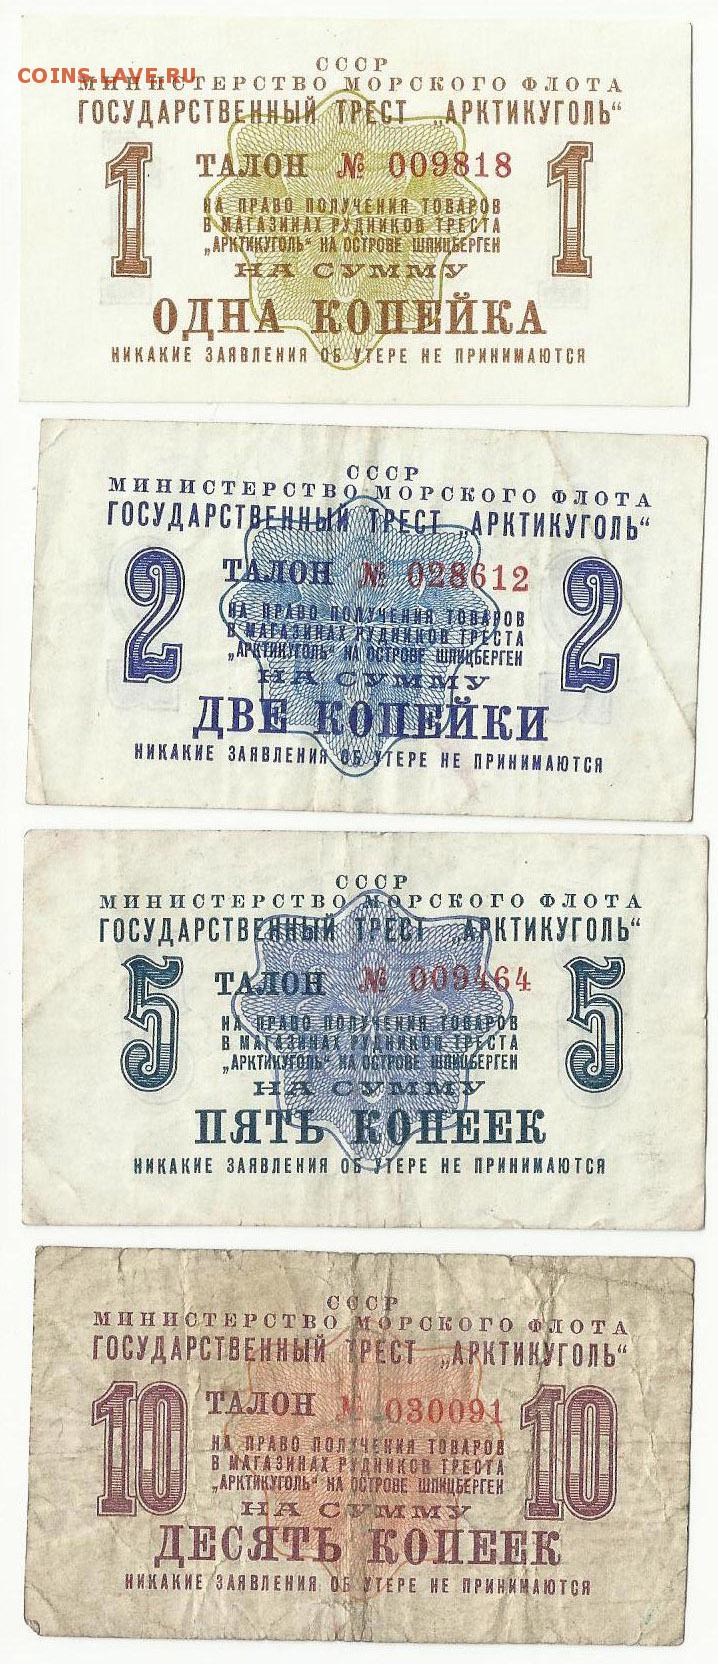 COINS.LAVE.RU
СССР
МИНИСТЕРСТВО МОРСКОГО ФЛОТА
ГОСУДАРСТВЕННЫЙ ТРЕСТ „АРКТИКУГОЛЬ“
1 ТАЛОН № 009818 1
НА ПРАВО ПОЛУЧЕНИЯ ТОВАРОВ
В МАГАЗИНАХ РУДНИКОВ ТРЕСТА
„АРКТИКУГОЛЬ“ НА ОСТРОВЕ ШПИЦБЕРГЕН
НА СУММУ
ОДНА КОПЕЙКА
НИКАКИЕ ЗАЯВЛЕНИЯ ОБ УТЕРЕ НЕ ПРИНИМАЮТСЯ
СССР
МИНИСТЕРСТВО МОРСКОГО ФЛОТА
ГОСУДАРСТВЕННЫЙ ТРЕСТ „АРКТИКУГОЛЬ“
2 ТАЛОН № 028612 2
НА ПРАВО ПОЛУЧЕНИЯ ТОВАРОВ
В МАГАЗИНАХ РУДНИКОВ ТРЕСТА
„АРКТИКУГОЛЬ“ НА ОСТРОВЕ ШПИЦБЕРГЕН
НА СУММУ
ДВЕ КОПЕЙКИ
НИКАКИЕ ЗАЯВЛЕНИЯ ОБ УТЕРЕ НЕ ПРИНИМАЮТСЯ
СССР
МИНИСТЕРСТВО МОРСКОГО ФЛОТА
ГОСУДАРСТВЕННЫЙ ТРЕСТ „АРКТИКУГОЛЬ“
5 ТАЛОН № 009464 5
НА ПРАВО ПОЛУЧЕНИЯ ТОВАРОВ
В МАГАЗИНАХ РУДНИКОВ ТРЕСТА
„АРКТИКУГОЛЬ“ НА ОСТРОВЕ ШПИЦБЕРГЕН
НА СУММУ
ПЯТЬ КОПЕЕК
НИКАКИЕ ЗАЯВЛЕНИЯ ОБ УТЕРЕ НЕ ПРИНИМАЮТСЯ
СССР
МИНИСТЕРСТВО МОРСКОГО ФЛОТА
ГОСУДАРСТВЕННЫЙ ТРЕСТ „АРКТИКУГОЛЬ“
10 ТАЛОН № 030091 10
НА ПРАВО ПОЛУЧЕНИЯ ТОВАРОВ
В МАГАЗИНАХ РУДНИКОВ ТРЕСТА
„АРКТИКУГОЛЬ“ НА ОСТРОВЕ ШПИЦБЕРГЕН
НА СУММУ
ДЕСЯТЬ КОПЕЕК
НИКАКИЕ ЗАЯВЛЕНИЯ ОБ УТЕРЕ НЕ ПРИНИМАЮТСЯ